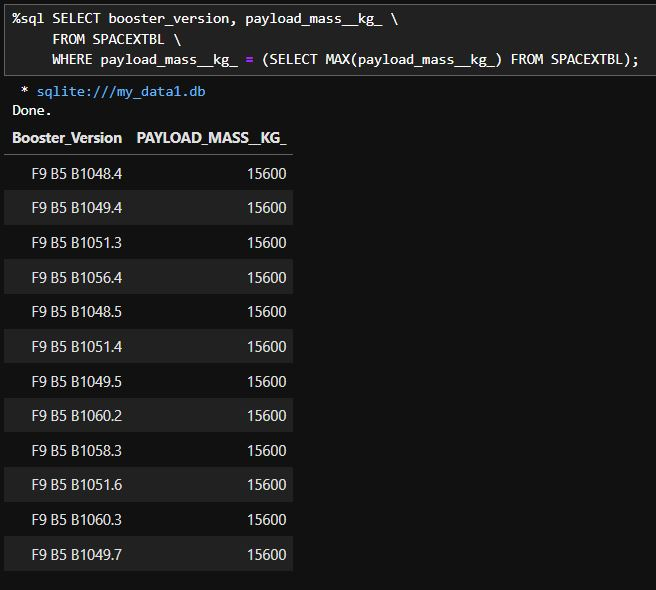 %sql SELECT booster_version, payload_mass__kg_ \
FROM SPACEXTBL \
WHERE payload_mass__kg_ = (SELECT MAX(payload_mass__kg_) FROM SPACEXTBL);
* sqlite:///my_data1.db
Done.
Booster_Version PAYLOAD_MASS__KG_
F9 B5 B1048.4 15600
F9 B5 B1049.4 15600
F9 B5 B1051.3 15600
F9 B5 B1056.4 15600
F9 B5 B1048.5 15600
F9 B5 B1051.4 15600
F9 B5 B1049.5 15600
F9 B5 B1060.2 15600
F9 B5 B1058.3 15600
F9 B5 B1051.6 15600
F9 B5 B1060.3 15600
F9 B5 B1049.7 15600